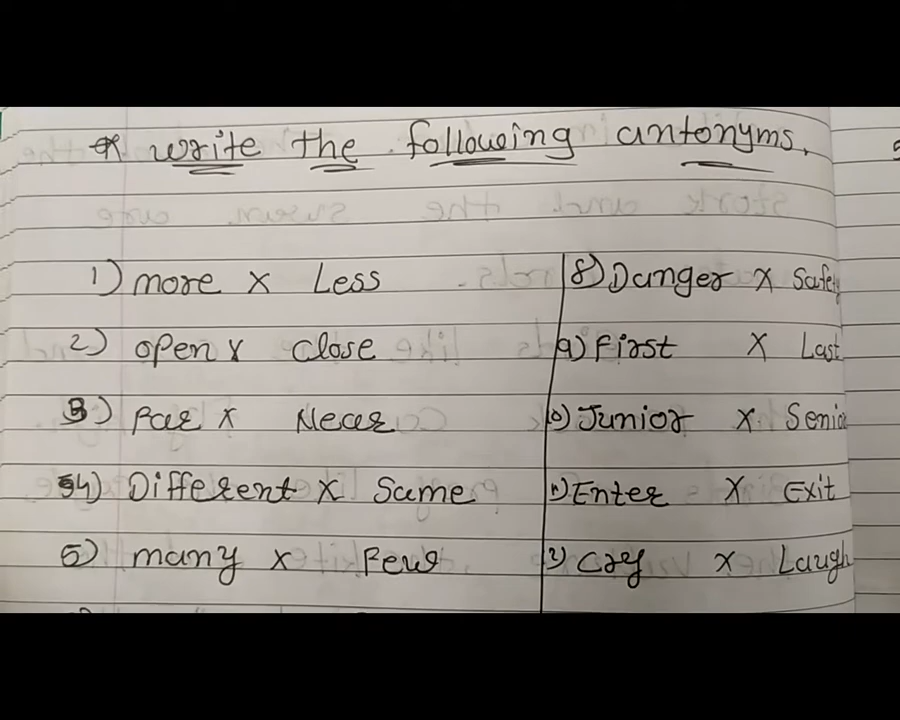 * write the following antonyms.
1) more x Less
2) open x close
3) Far x Near
4) Different x Same
5) many x Few
8) Danger x Safety
9) First x Last
10) Junior x Senio
11) Enter x Exit
12) Cry x Laugh